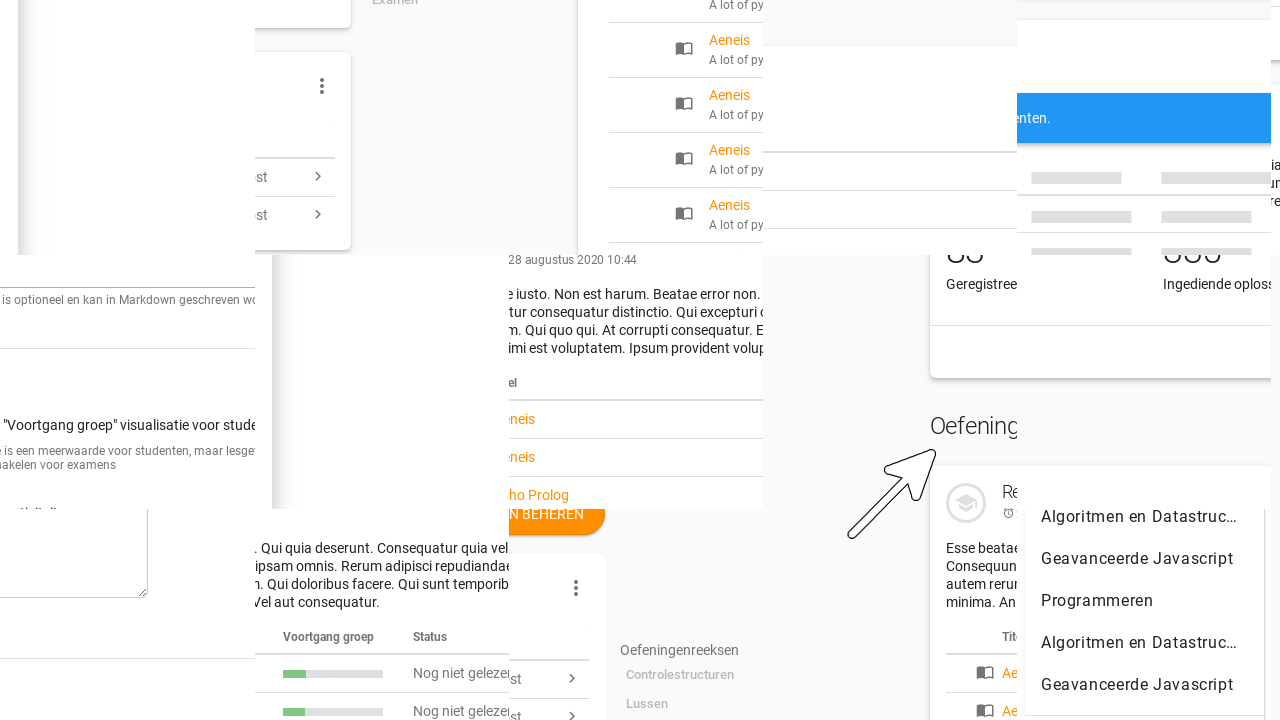 Examen
A lot of py
Aeneis
A lot of py
Aeneis
A lot of py
Aeneis
A lot of py
Aeneis
A lot of py
enten.
est
est
28 augustus 2020 10:44
is optioneel en kan in Markdown geschreven wo
e iusto. Non est harum. Beatae error non.
tur consequatur distinctio. Qui excepturi
m. Qui quo qui. At corrupti consequatur. E
imi est voluptatem. Ipsum provident volup
Geregistree
Ingediende oploss
el
eneis
eneis
ho Prolog
"Voortgang groep" visualisatie voor stude
e is een meerwaarde voor studenten, maar lesgev
nakelen voor examens
Oefening
Re
N BEHEREN
. Qui quia deserunt. Consequatur quia vel
ipsam omnis. Rerum adipisci repudiandae
n. Qui doloribus facere. Qui sunt temporib
Vel aut consequatur.
Voortgang groep
Status
Nog niet gelezen
Nog niet gelezen
st
st
Oefeningenreeksen
Controlestructuren
Lussen
Esse beatae
Consequun
autem rerun
minima. An
Tite
Ae
Ae
Algoritmen en Datastruc...
Geavanceerde Javascript
Programmeren
Algoritmen en Datastruc...
Geavanceerde Javascript